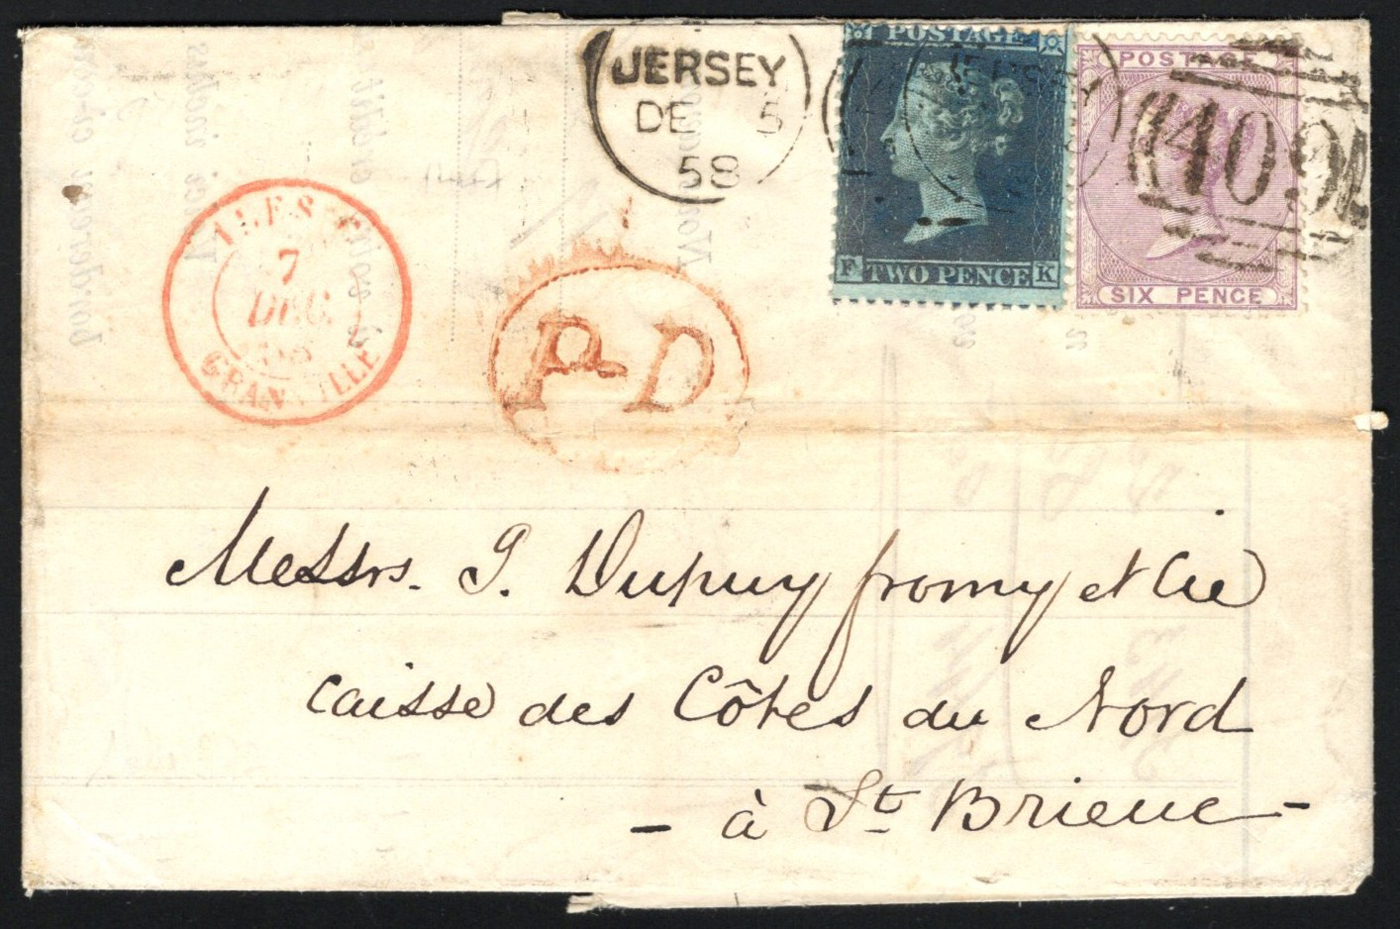 JERSEY
DE 5
58
POSTAGE
F TWO PENCE K
POSTAGE
409
SIX PENCE
7
DEC.
58
GRANVILLE
P D
Messrs. J. Dupuy fromy et Cie
Caisse des Côtes du Nord
- à St Brieuc -